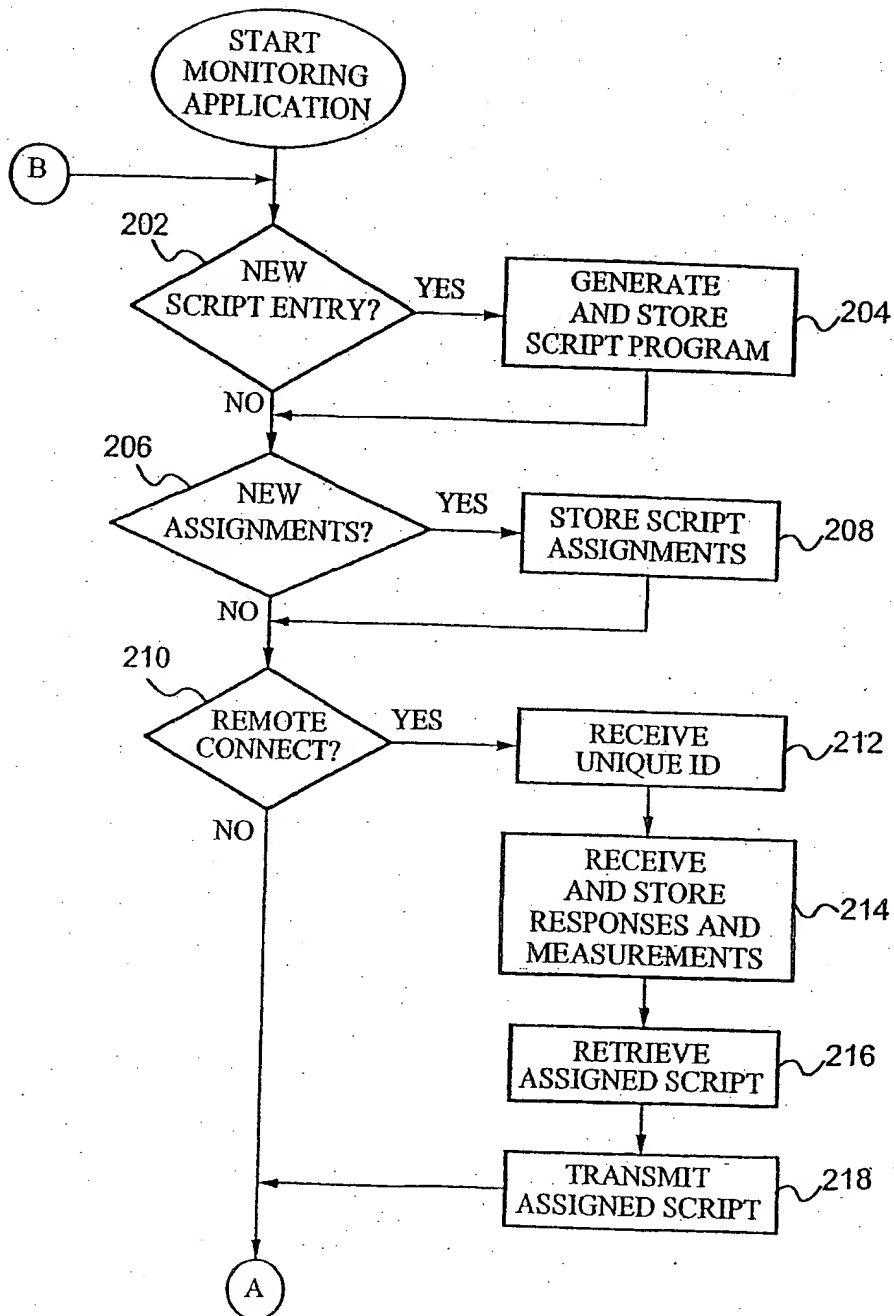 START
MONITORING
APPLICATION
B
202
NEW
SCRIPT ENTRY?
YES
GENERATE
AND STORE
SCRIPT PROGRAM
204
NO
206
NEW
ASSIGNMENTS?
YES
STORE SCRIPT
ASSIGNMENTS
208
NO
210
REMOTE
CONNECT?
YES
RECEIVE
UNIQUE ID
212
NO
RECEIVE
AND STORE
RESPONSES AND
MEASUREMENTS
214
RETRIEVE
ASSIGNED SCRIPT
216
TRANSMIT
ASSIGNED SCRIPT
218
A